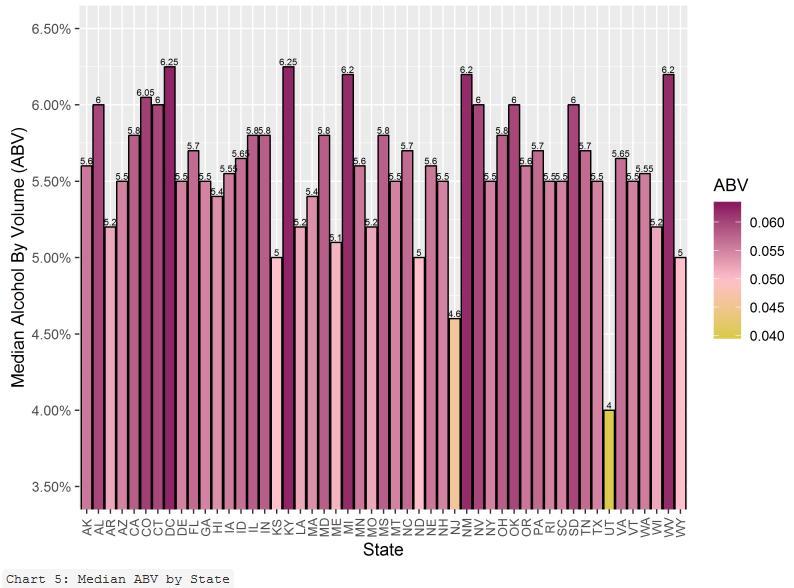 Median Alcohol By Volume (ABV)
6.50%
6.00%
5.50%
5.00%
4.50%
4.00%
3.50%
5.6 6 5.2 5.5 5.8 6.05 6 6.25 5.5 5.7 5.5 5.4 5.55 5.65 5.8 5.8 5 6.25 5.2 5.4 5.8 5.1 6.2 5.6 5.2 5.8 5.5 5.7 5 5.6 5.5 4.6 6.2 6 5.5 5.8 6 5.6 5.7 5.5 5.5 6 5.7 5.5 4 5.65 5.5 5.55 5.2 6.2 5
AK AL AR AZ CA CO CT DC DE FL GA HI IA ID IL IN KS KY LA MA MD ME MI MN MO MS MT NC ND NE NH NJ NM NV NY OH OK OR PA RI SC SD TN TX UT VA VT WA WI WV WY
State
ABV
0.060
0.055
0.050
0.045
0.040
Chart 5: Median ABV by State